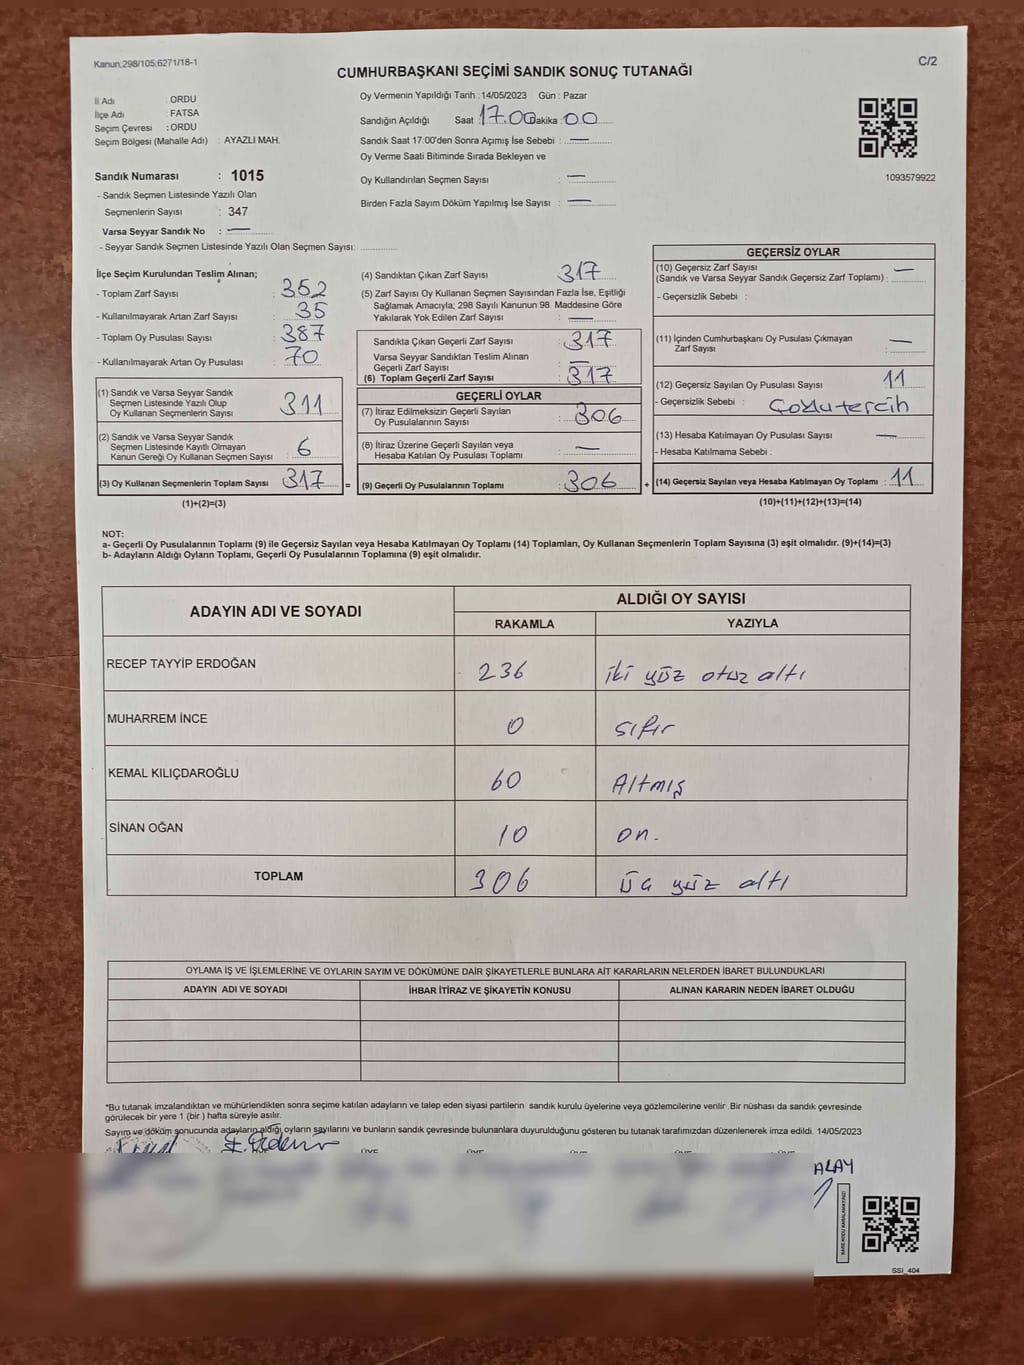 Kanun;298/105;6271/18-1
C/2
CUMHURBAŞKANI SEÇİMİ SANDIK SONUÇ TUTANAĞI
İl Adı : ORDU
İlçe Adı : FATSA
Seçim Çevresi : ORDU
Seçim Bölgesi (Mahalle Adı) : AYAZLI MAH.
Sandık Numarası : 1015
- Sandık Seçmen Listesinde Yazılı Olan
Seçmenlerin Sayısı : 347
Varsa Seyyar Sandık No : —
- Seyyar Sandık Seçmen Listesinde Yazılı Olan Seçmen Sayısı:
Oy Vermenin Yapıldığı Tarih :14/05/2023 Gün : Pazar
Sandığın Açıldığı Saat : 17.00 Dakika : 00
Sandık Saat 17:00'den Sonra Açımış İse Sebebi : —
Oy Verme Saati Bitiminde Sırada Bekleyen ve
Oy Kullandırılan Seçmen Sayısı : —
Birden Fazla Sayım Döküm Yapılmış İse Sayısı : —
1093579922
İlçe Seçim Kurulundan Teslim Alınan;
- Toplam Zarf Sayısı : 352
- Kullanılmayarak Artan Zarf Sayısı : 35
- Toplam Oy Pusulası Sayısı : 387
- Kullanılmayarak Artan Oy Pusulası : 70
(1) Sandık ve Varsa Seyyar Sandık
Seçmen Listesinde Yazılı Olup
Oy Kullanan Seçmenlerin Sayısı : 311
(2) Sandık ve Varsa Seyyar Sandık
Seçmen Listesinde Kayıtlı Olmayan
Kanun Gereği Oy Kullanan Seçmen Sayısı : 6
(3) Oy Kullanan Seçmenlerin Toplam Sayısı : 317 =
(1)+(2)=(3)
(4) Sandıktan Çıkan Zarf Sayısı : 317
(5) Zarf Sayısı Oy Kullanan Seçmen Sayısından Fazla İse, Eşitliği
Sağlamak Amacıyla; 298 Sayılı Kanunun 98. Maddesine Göre
Yakılarak Yok Edilen Zarf Sayısı : —
Sandıkta Çıkan Geçerli Zarf Sayısı : 317
Varsa Seyyar Sandıktan Teslim Alınan
Geçerli Zarf Sayısı : —
(6) Toplam Geçerli Zarf Sayısı : 317
GEÇERLİ OYLAR
(7) İtiraz Edilmeksizin Geçerli Sayılan
Oy Pusulalarının Sayısı : 306
(8) İtiraz Üzerine Geçerli Sayılan veya
Hesaba Katılan Oy Pusulası Toplamı : —
(9) Geçerli Oy Pusulalarının Toplamı : 306 +
GEÇERSİZ OYLAR
(10) Geçersiz Zarf Sayısı
(Sandık ve Varsa Seyyar Sandık Geçersiz Zarf Toplamı) : —
- Geçersizlik Sebebi :
(11) İçinden Cumhurbaşkanı Oy Pusulası Çıkmayan
Zarf Sayısı : —
(12) Geçersiz Sayılan Oy Pusulası Sayısı : 11
- Geçersizlik Sebebi : Çoklu tercih
(13) Hesaba Katılmayan Oy Pusulası Sayısı : —
- Hesaba Katılmama Sebebi :
(14) Geçersiz Sayılan veya Hesaba Katılmayan Oy Toplamı : 11
(10)+(11)+(12)+(13)=(14)
NOT:
a- Geçerli Oy Pusulalarının Toplamı (9) ile Geçersiz Sayılan veya Hesaba Katılmayan Oy Toplamı (14) Toplamları, Oy Kullanan Seçmenlerin Toplam Sayısına (3) eşit olmalıdır. (9)+(14)=(3)
b- Adayların Aldığı Oyların Toplamı, Geçerli Oy Pusulalarının Toplamına (9) eşit olmalıdır.
ADAYIN ADI VE SOYADI
ALDIĞI OY SAYISI
RAKAMLA YAZIYLA
RECEP TAYYİP ERDOĞAN 236 iki yüz otuz altı
MUHARREM İNCE 0 sıfır
KEMAL KILIÇDAROĞLU 60 Altmış
SİNAN OĞAN 10 on.
TOPLAM 306 üç yüz altı
OYLAMA İŞ VE İŞLEMLERİNE VE OYLARIN SAYIM VE DÖKÜMÜNE DAİR ŞİKAYETLERLE BUNLARA AİT KARARLARIN NELERDEN İBARET BULUNDUKLARI
ADAYIN ADI VE SOYADI İHBAR İTİRAZ VE ŞİKAYETİN KONUSU ALINAN KARARIN NEDEN İBARET OLDUĞU
*Bu tutanak imzalandıktan ve mühürlendikten sonra seçime katılan adayların ve talep eden siyasi partilerin sandık kurulu üyelerine veya gözlemcilerine verilir .Bir nüshası da sandık çevresinde
görülecek bir yere 1 (bir ) hafta süreyle asılır.
Sayım ve döküm sonucunda adayların aldığı oyların sayılarını ve bunların sandık çevresinde bulunanlara duyurulduğunu gösteren bu tutanak tarafımızdan düzenlenerek imza edildi. 14/05/2023
ALAY
SSİ_404